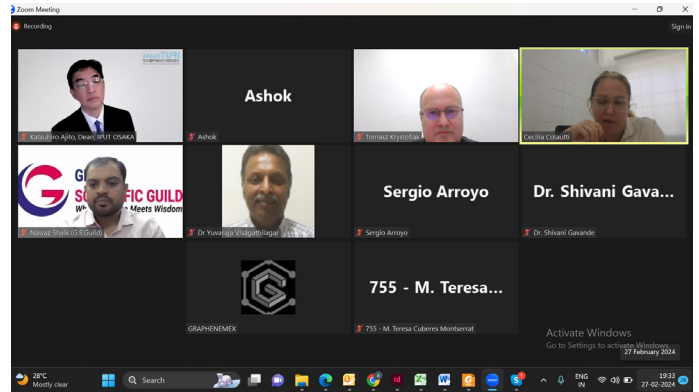 Zoom Meeting
Recording
Sign in
Katsuhiro Ajito, Dean, IPUT OSAKA
Ashok
Ashok
Tomasz Krystofiak
Cecilia Colautti
Meets Wisdom
Nawaz Shaik (G S Guild)
Dr Yuvaraja Visagathilagar
Sergio Arroyo
Sergio Arroyo
Dr. Shivani Gava...
Dr. Shivani Gavande
GRAPHENEMEX
755 - M. Teresa...
755 - M. Teresa Cuberes Montserrat
Activate Windows
Go to Settings to activate Windows.
27 February 2024
28°C
Mostly clear
Search
ENG
IN
19:33
27-02-2024